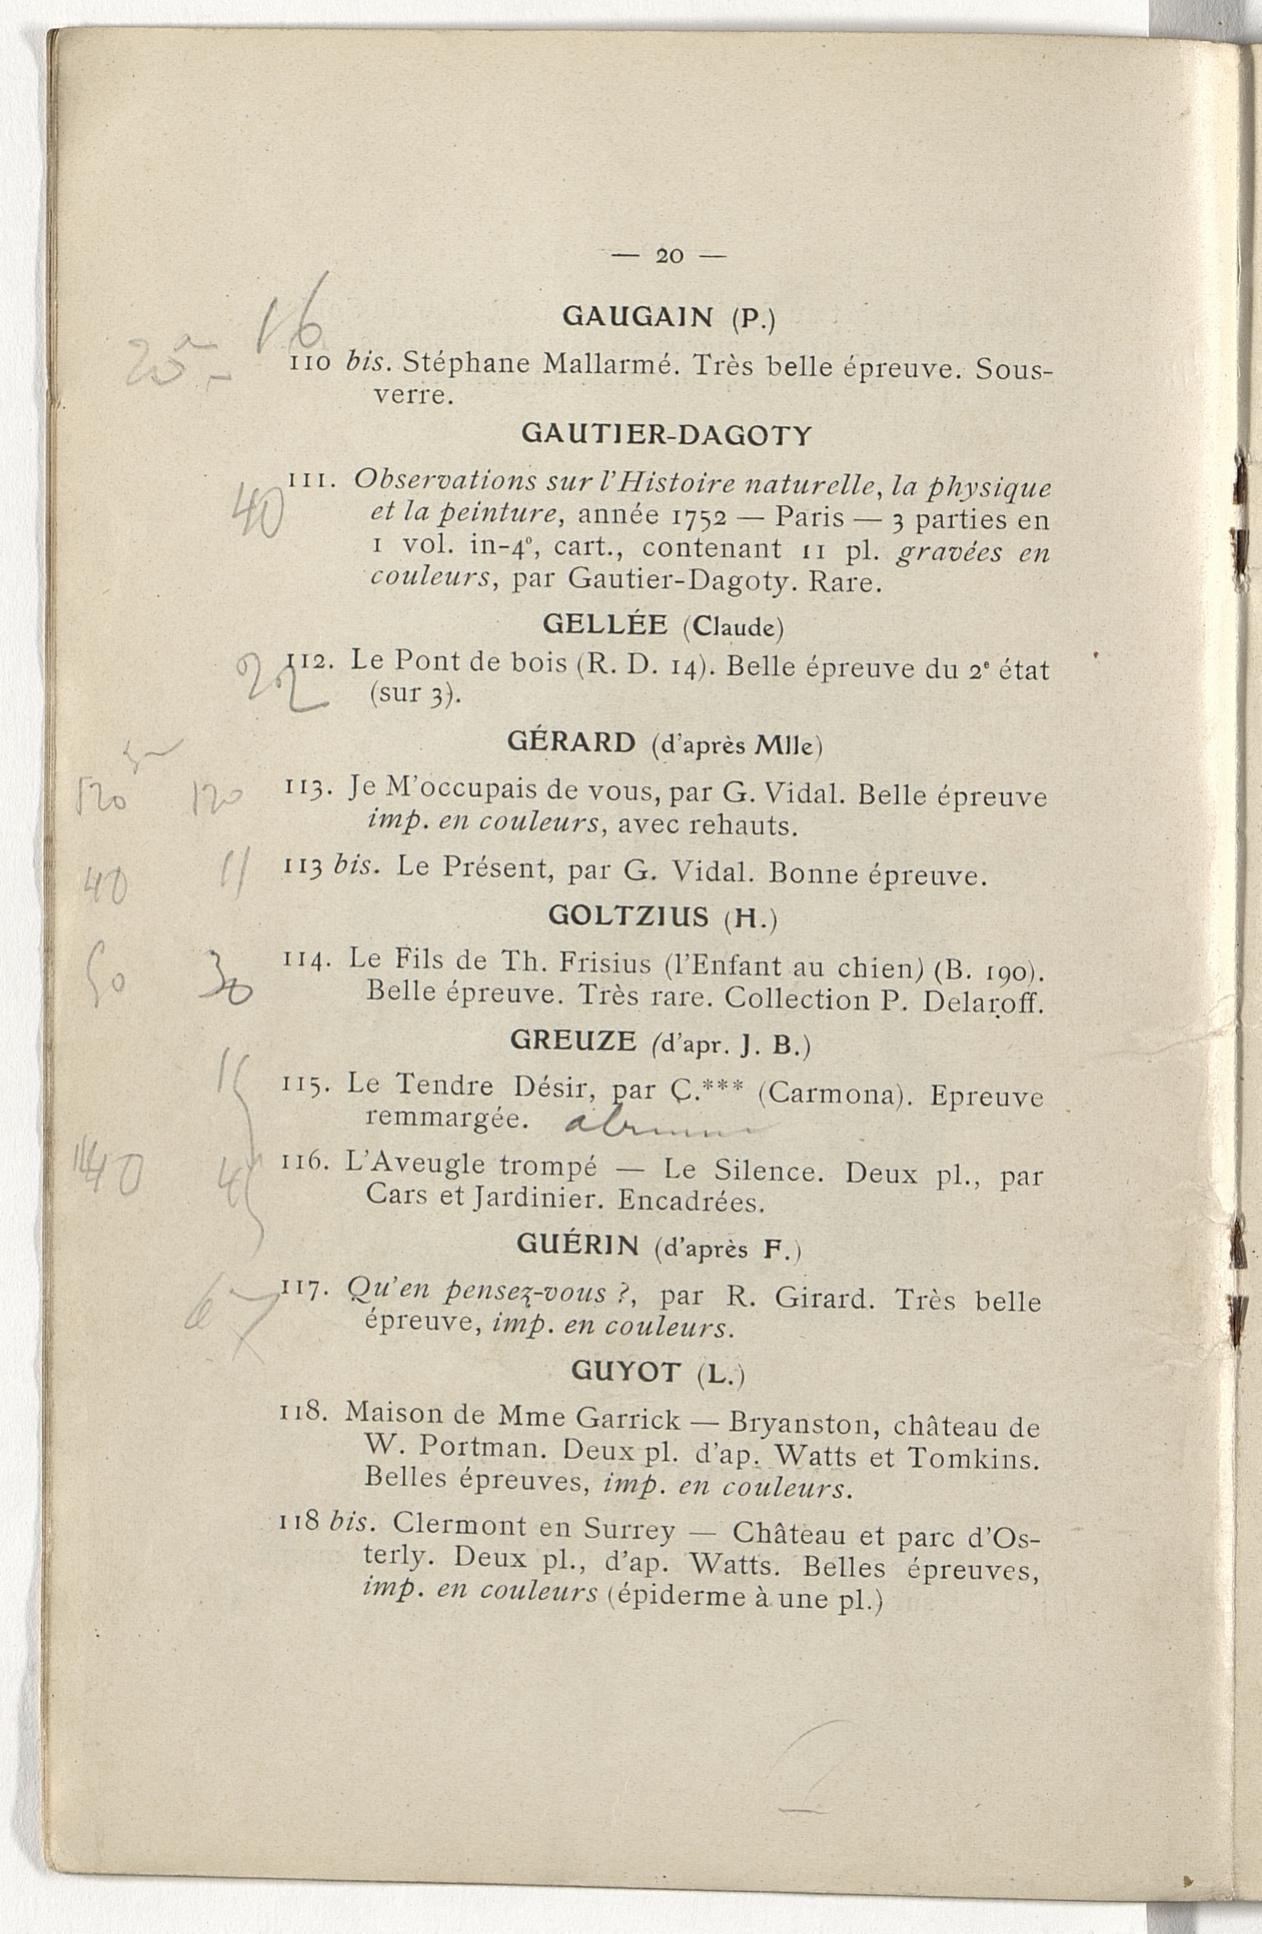 — 20 —
GAUGAIN (P.)
16
25
110 bis. Stéphane Mallarmé. Très belle épreuve. Sous-
verre.
GAUTIER-DAGOTY
40
111. Observations sur l'Histoire naturelle, la physique
et la peinture, année 1752 — Paris — 3 parties en
1 vol. in-4°, cart., contenant 11 pl. gravées en
couleurs, par Gautier-Dagoty. Rare.
GELLÉE (Claude)
22
112. Le Pont de bois (R. D. 14). Belle épreuve du 2e état
(sur 3).
GÉRARD (d'après Mlle)
120 120
113. Je M'occupais de vous, par G. Vidal. Belle épreuve
imp. en couleurs, avec rehauts.
40 11
113 bis. Le Présent, par G. Vidal. Bonne épreuve.
GOLTZIUS (H.)
50 30
114. Le Fils de Th. Frisius (l'Enfant au chien) (B. 190).
Belle épreuve. Très rare. Collection P. Delaroff.
GREUZE (d'apr. J. B.)
115. Le Tendre Désir, par C.*** (Carmona). Epreuve
remmargée.
40
116. L'Aveugle trompé — Le Silence. Deux pl., par
Cars et Jardinier. Encadrées.
GUÉRIN (d'après F.)
117. Qu'en pensez-vous ?, par R. Girard. Très belle
épreuve, imp. en couleurs.
GUYOT (L.)
118. Maison de Mme Garrick — Bryanston, château de
W. Portman. Deux pl. d'ap. Watts et Tomkins.
Belles épreuves, imp. en couleurs.
118 bis. Clermont en Surrey — Château et parc d'Os-
terly. Deux pl., d'ap. Watts. Belles épreuves,
imp. en couleurs (épiderme à une pl.)